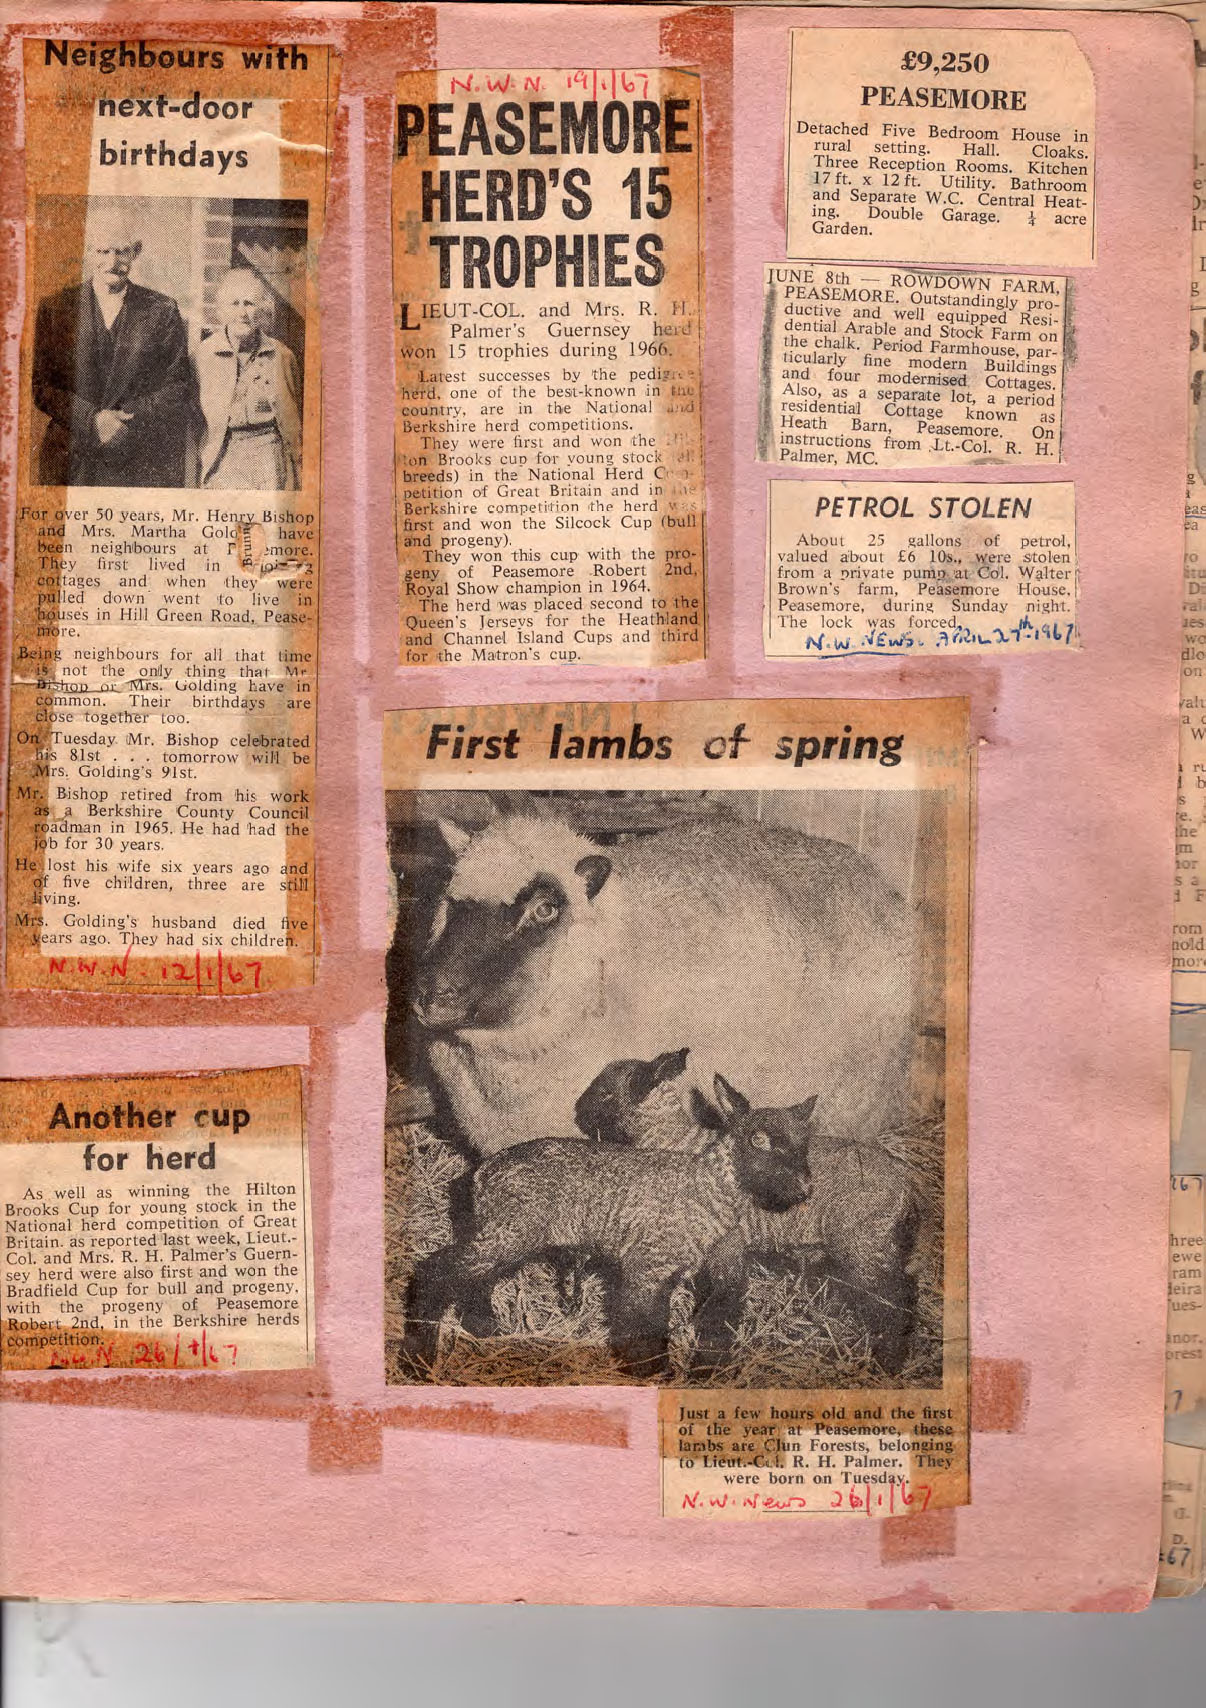 Neighbours with
next-door
birthdays
For over 50 years, Mr. Henry Bishop
and Mrs. Martha Gold have
been neighbours at P emore.
They first lived in
cottages and when they were
pulled down went to live in
houses in Hill Green Road, Pease-
more.
Being neighbours for all that time
is not the only thing that Mr
Bishop or Mrs. Golding have in
common. Their birthdays are
close together too.
On Tuesday Mr. Bishop celebrated
his 81st . . . tomorrow will be
Mrs. Golding's 91st.
Mr. Bishop retired from his work
as a Berkshire County Council
roadman in 1965. He had had the
job for 30 years.
He lost his wife six years ago and
of five children, three are still
living.
Mrs. Golding's husband died five
years ago. They had six children.
N.W.N. 12/1/67.
Another cup
for herd
As well as winning the Hilton
Brooks Cup for young stock in the
National herd competition of Great
Britain. as reported last week, Lieut.-
Col. and Mrs. R. H. Palmer's Guern-
sey herd were also first and won the
Bradfield Cup for bull and progeny,
with the progeny of Peasemore
Robert 2nd, in the Berkshire herds
competition.
N.W.N 26/1/67
N.W.N. 19/1/67
PEASEMORE
HERD'S 15
TROPHIES
LIEUT-COL. and Mrs. R. H.
Palmer's Guernsey herd
won 15 trophies during 1966.
Latest successes by the pedigree
herd, one of the best-known in the
country, are in the National and
Berkshire herd competitions.
They were first and won the Hil-
ton Brooks cup for young stock (all
breeds) in the National Herd Com-
petition of Great Britain and in the
Berkshire competition the herd was
first and won the Silcock Cup (bull
and progeny).
They won this cup with the pro-
geny of Peasemore Robert 2nd,
Royal Show champion in 1964.
The herd was placed second to the
Queen's Jerseys for the Heathland
and Channel Island Cups and third
for the Matron's cup.
£9,250
PEASEMORE
Detached Five Bedroom House in
rural setting. Hall. Cloaks.
Three Reception Rooms. Kitchen
17 ft. x 12 ft. Utility. Bathroom
and Separate W.C. Central Heat-
ing. Double Garage. ¼ acre
Garden.
JUNE 8th — ROWDOWN FARM,
PEASEMORE. Outstandingly pro-
ductive and well equipped Resi-
dential Arable and Stock Farm on
the chalk. Period Farmhouse, par-
ticularly fine modern Buildings
and four modernised Cottages.
Also, as a separate lot, a period
residential Cottage known as
Heath Barn, Peasemore. On
instructions from Lt.-Col. R. H.
Palmer, MC.
PETROL STOLEN
About 25 gallons of petrol,
valued about £6 10s., were stolen
from a private pump at Col. Walter
Brown's farm, Peasemore House,
Peasemore, during Sunday night.
The lock was forced.
N.W. NEWS. APRIL 27th 1967
First lambs of spring
Just a few hours old and the first
of the year at Peasemore, these
lambs are Clun Forests, belonging
to Lieut.-Col. R. H. Palmer. They
were born on Tuesday.
N.W. News 26/1/67